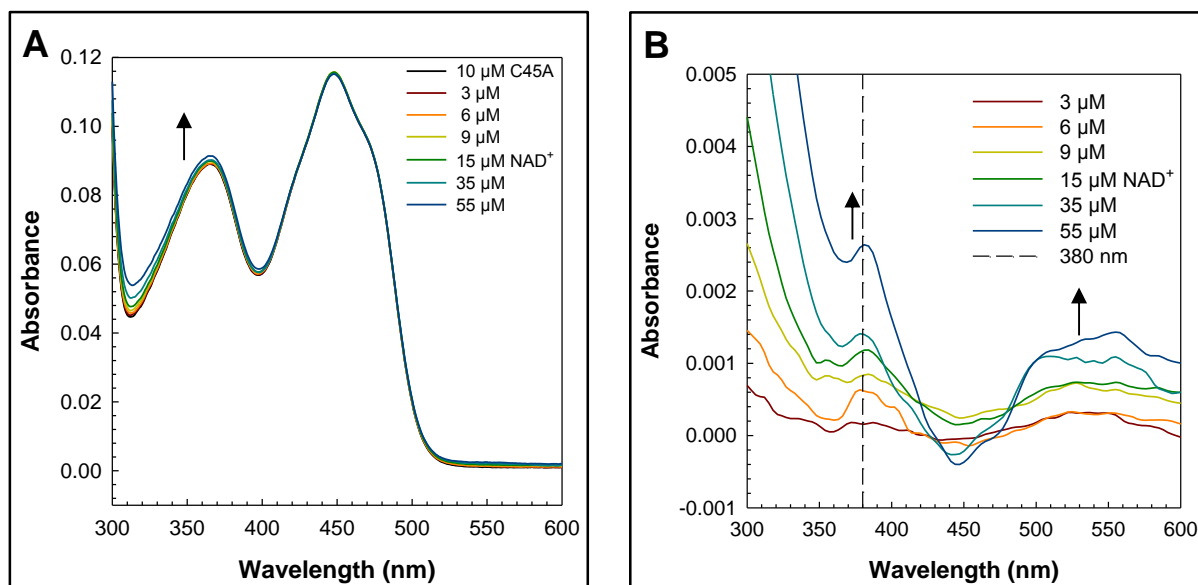 A
0.12
0.10
0.08
0.06
0.04
0.02
0.00
Absorbance
300 350 400 450 500 550 600
Wavelength (nm)
10 µM C45A
3 µM
6 µM
9 µM
15 µM NAD⁺
35 µM
55 µM
B
0.005
0.004
0.003
0.002
0.001
0.000
-0.001
Absorbance
300 350 400 450 500 550 600
Wavelength (nm)
3 µM
6 µM
9 µM
15 µM NAD⁺
35 µM
55 µM
380 nm